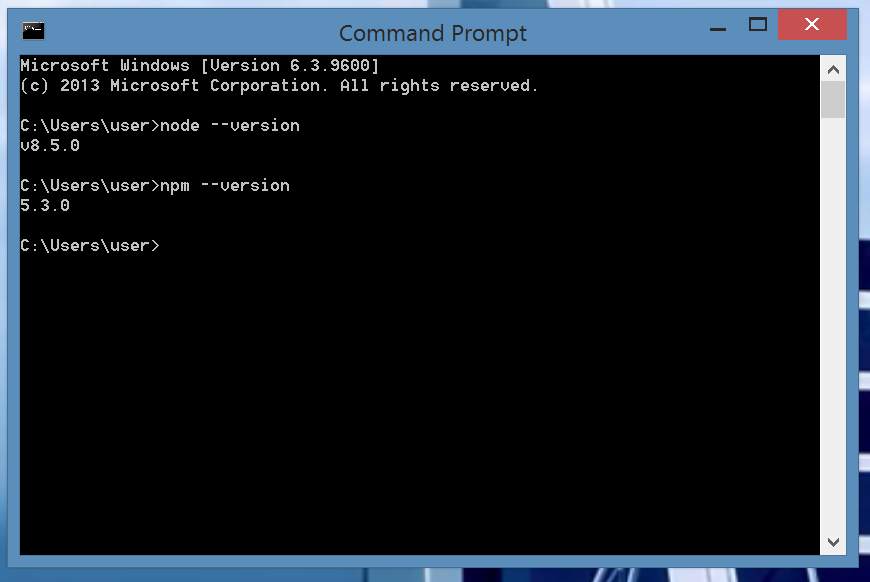 Command Prompt
Microsoft Windows [Version 6.3.9600]
(c) 2013 Microsoft Corporation. All rights reserved.
C:\Users\user>node --version
v8.5.0
C:\Users\user>npm --version
5.3.0
C:\Users\user>